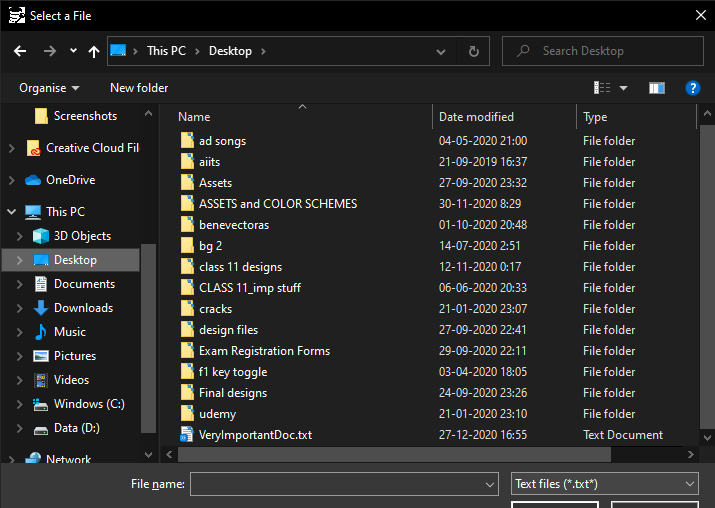 Select a File
This PC > Desktop >
Search Desktop
Organise
New folder
Name Date modified Type
Screenshots
Creative Cloud Fil
OneDrive
This PC
3D Objects
Desktop
Documents
Downloads
Music
Pictures
Videos
Windows (C:)
Data (D:)
Network
ad songs 04-05-2020 21:00 File folder
aiits 21-09-2019 16:37 File folder
Assets 27-09-2020 23:32 File folder
ASSETS and COLOR SCHEMES 30-11-2020 8:29 File folder
benevectoras 01-10-2020 20:48 File folder
bg 2 14-07-2020 2:51 File folder
class 11 designs 12-11-2020 0:17 File folder
CLASS 11_imp stuff 06-06-2020 20:33 File folder
cracks 21-01-2020 23:07 File folder
design files 27-09-2020 22:41 File folder
Exam Registration Forms 29-09-2020 22:11 File folder
f1 key toggle 03-04-2020 18:05 File folder
Final designs 24-09-2020 23:26 File folder
udemy 21-01-2020 23:10 File folder
VeryImportantDoc.txt 27-12-2020 16:55 Text Document
File name:
Text files (*.txt*)